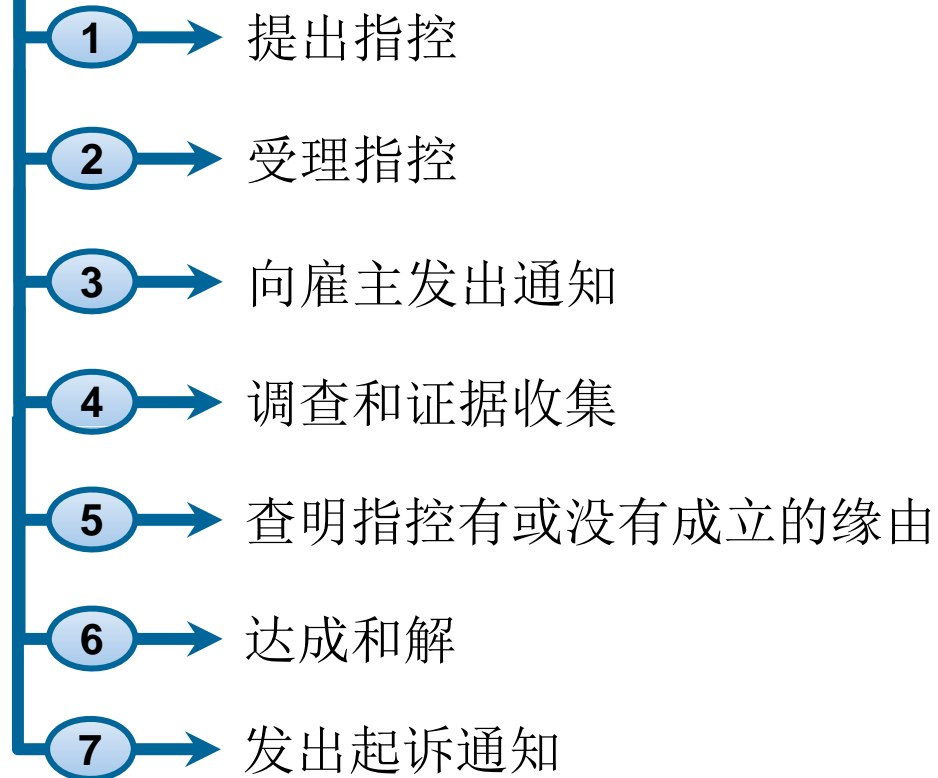 1 提出指控
2 受理指控
3 向雇主发出通知
4 调查和证据收集
5 查明指控有或没有成立的缘由
6 达成和解
7 发出起诉通知